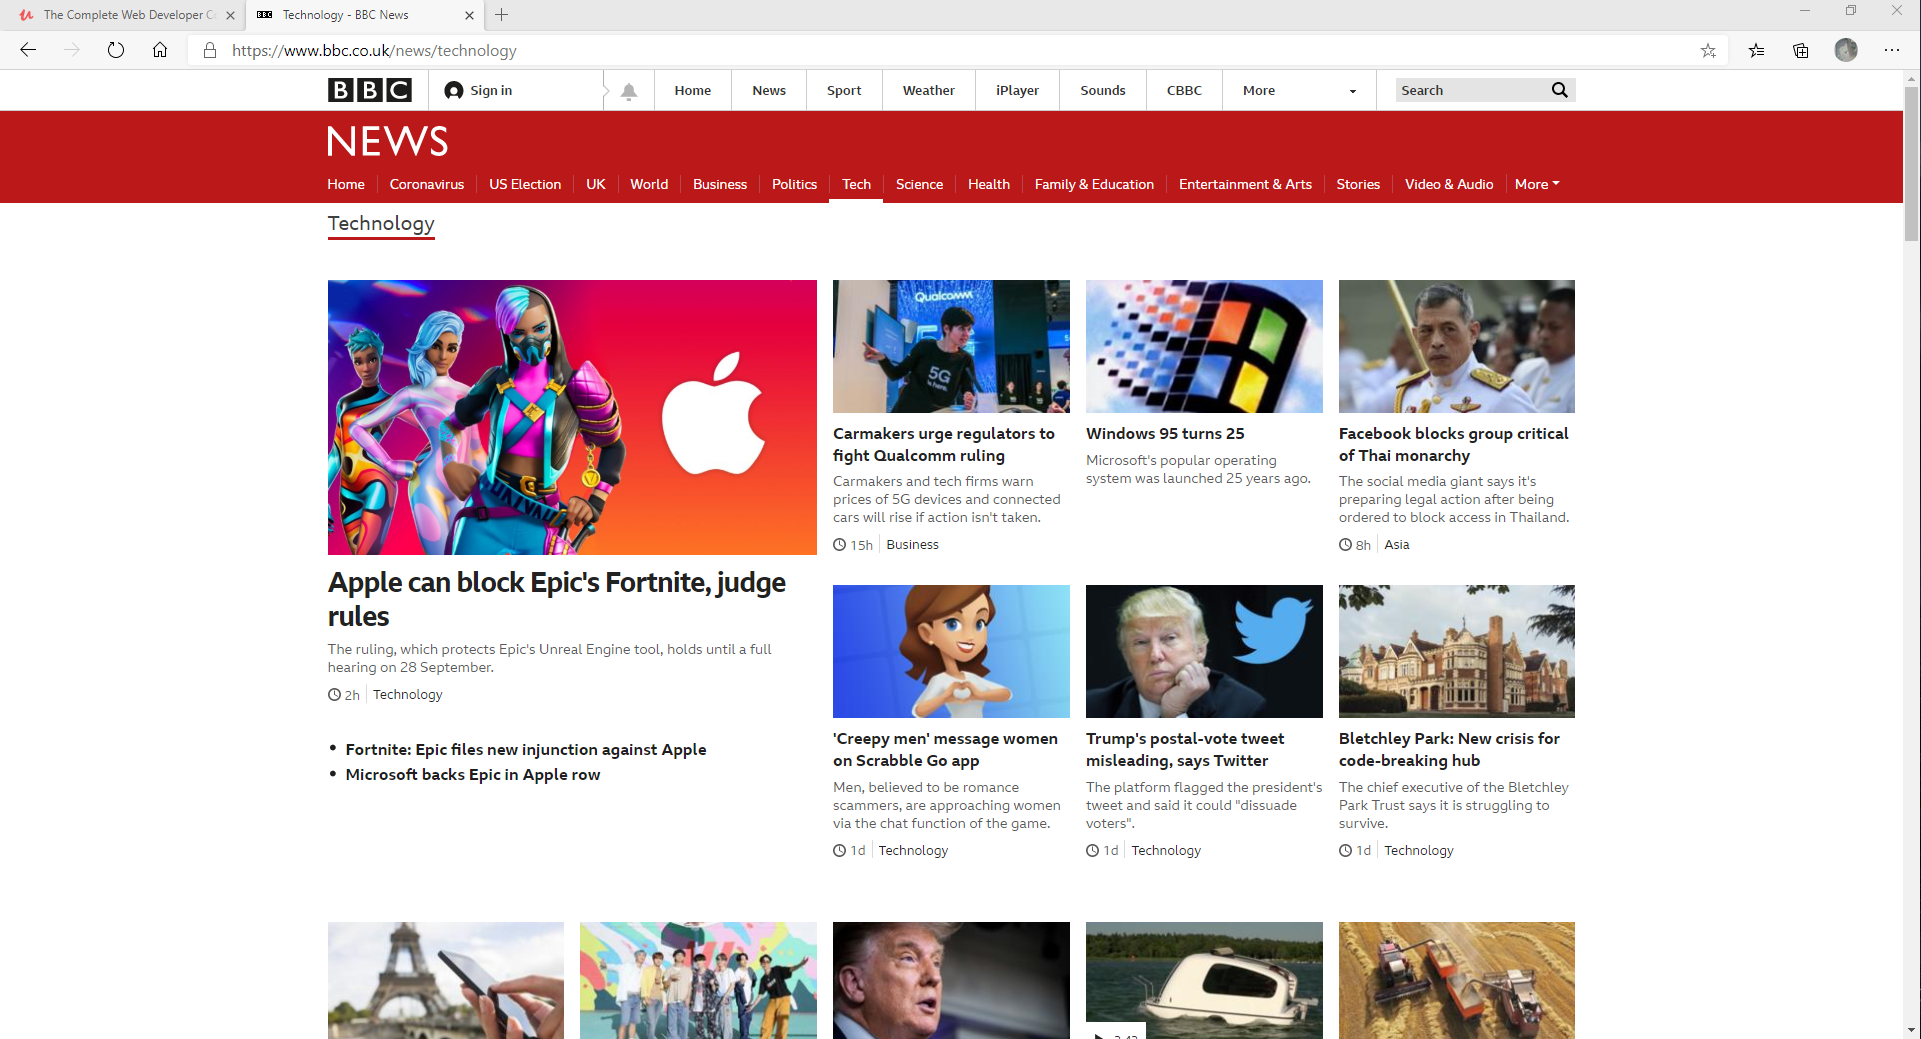 The Complete Web Developer C
BBC Technology - BBC News
https://www.bbc.co.uk/news/technology
BBC Sign in Home News Sport Weather iPlayer Sounds CBBC More Search
NEWS
Home Coronavirus US Election UK World Business Politics Tech Science Health Family & Education Entertainment & Arts Stories Video & Audio More
Technology
Apple can block Epic's Fortnite, judge
rules
The ruling, which protects Epic's Unreal Engine tool, holds until a full
hearing on 28 September.
2h Technology
Fortnite: Epic files new injunction against Apple
Microsoft backs Epic in Apple row
Qualcomm
5G
here.
Carmakers urge regulators to
fight Qualcomm ruling
Carmakers and tech firms warn
prices of 5G devices and connected
cars will rise if action isn't taken.
15h Business
Windows 95 turns 25
Microsoft's popular operating
system was launched 25 years ago.
Facebook blocks group critical
of Thai monarchy
The social media giant says it's
preparing legal action after being
ordered to block access in Thailand.
8h Asia
'Creepy men' message women
on Scrabble Go app
Men, believed to be romance
scammers, are approaching women
via the chat function of the game.
1d Technology
Trump's postal-vote tweet
misleading, says Twitter
The platform flagged the president's
tweet and said it could "dissuade
voters".
1d Technology
Bletchley Park: New crisis for
code-breaking hub
The chief executive of the Bletchley
Park Trust says it is struggling to
survive.
1d Technology